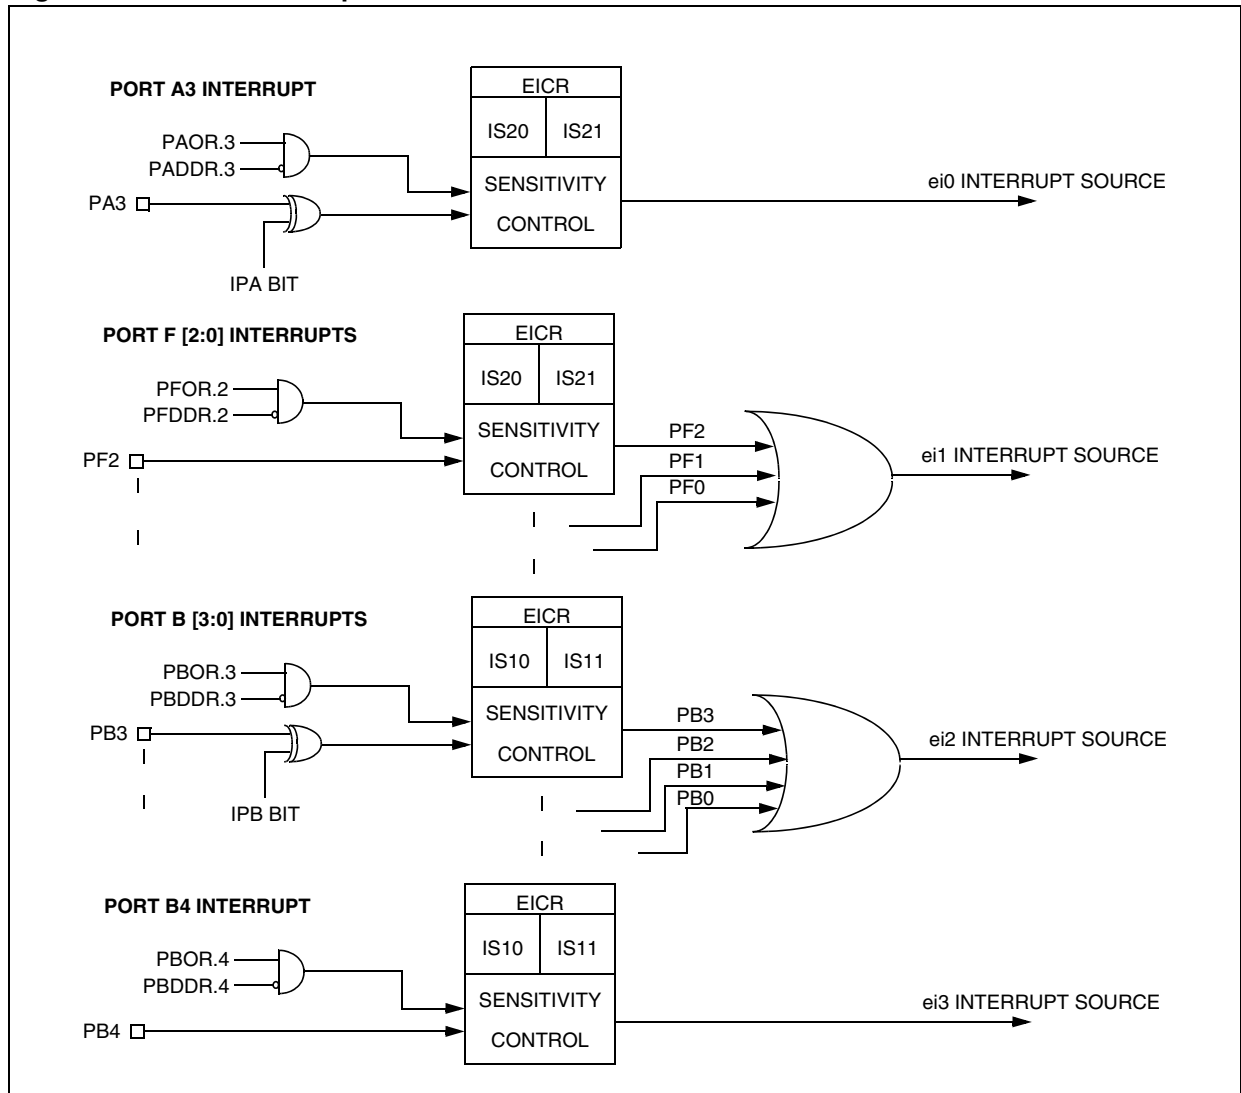 PORT A3 INTERRUPT
EICR
IS20 IS21
PAOR.3
PADDR.3
PA3
IPA BIT
SENSITIVITY
CONTROL
ei0 INTERRUPT SOURCE
PORT F [2:0] INTERRUPTS
EICR
IS20 IS21
PFOR.2
PFDDR.2
PF2
SENSITIVITY
CONTROL
PF2
PF1
PF0
ei1 INTERRUPT SOURCE
PORT B [3:0] INTERRUPTS
EICR
IS10 IS11
PBOR.3
PBDDR.3
PB3
IPB BIT
SENSITIVITY
CONTROL
PB3
PB2
PB1
PB0
ei2 INTERRUPT SOURCE
PORT B4 INTERRUPT
EICR
IS10 IS11
PBOR.4
PBDDR.4
PB4
SENSITIVITY
CONTROL
ei3 INTERRUPT SOURCE